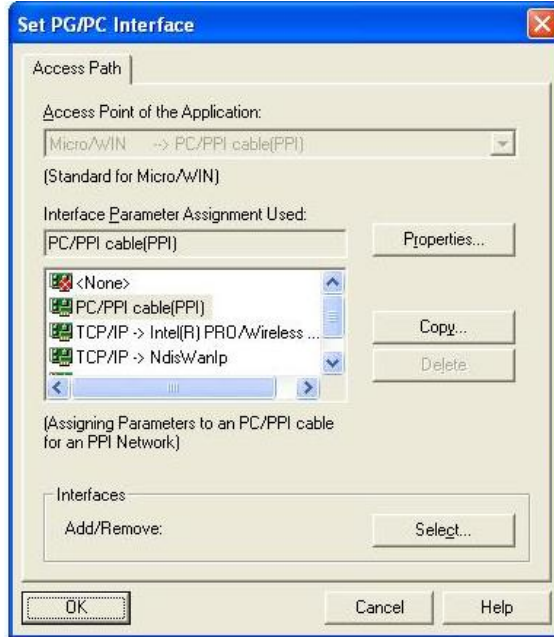 Set PG/PC Interface
Access Path
Access Point of the Application:
Micro/WIN --> PC/PPI cable(PPI)
(Standard for Micro/WIN)
Interface Parameter Assignment Used:
PC/PPI cable(PPI)
Properties...
<None>
PC/PPI cable(PPI)
TCP/IP -> Intel(R) PRO/Wireless ...
TCP/IP -> NdisWanIp
Copy...
Delete
(Assigning Parameters to an PC/PPI cable
for an PPI Network)
Interfaces
Add/Remove:
Select...
OK
Cancel
Help